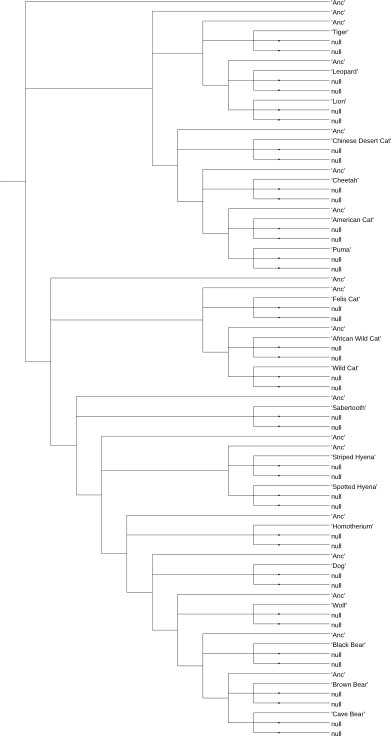 'Anc'
'Anc'
'Anc'
'Tiger'
null
null
'Anc'
'Leopard'
null
null
'Lion'
null
null
'Anc'
'Chinese Desert Cat'
null
null
'Anc'
'Cheetah'
null
null
'Anc'
'American Cat'
null
null
'Puma'
null
null
'Anc'
'Anc'
'Felis Cat'
null
null
'Anc'
'African Wild Cat'
null
null
'Wild Cat'
null
null
'Anc'
'Sabertooth'
null
null
'Anc'
'Anc'
'Striped Hyena'
null
null
'Spotted Hyena'
null
null
'Anc'
'Homotherium'
null
null
'Anc'
'Dog'
null
null
'Anc'
'Wolf'
null
null
'Anc'
'Black Bear'
null
null
'Anc'
'Brown Bear'
null
null
'Cave Bear'
null
null